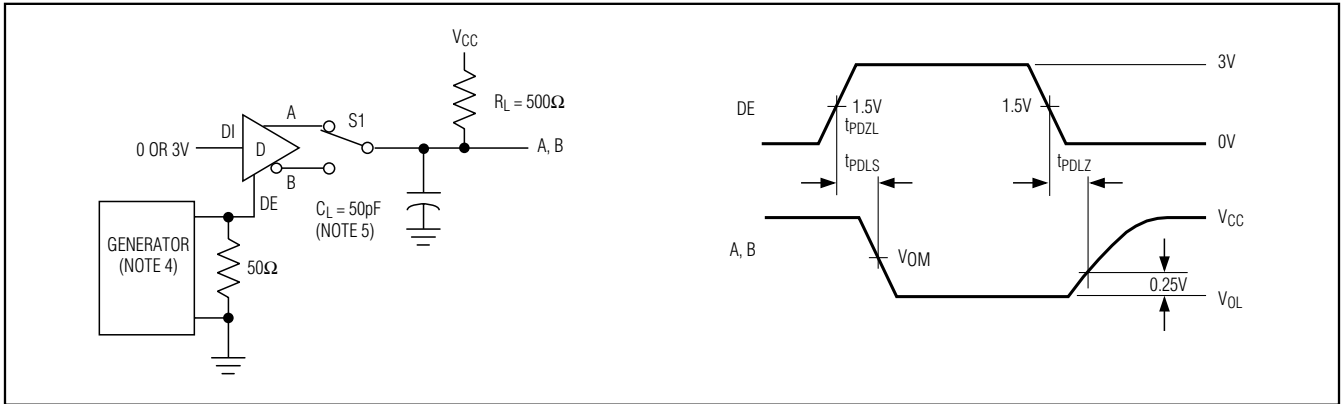 VCC
RL = 500Ω
A
S1
DI
0 OR 3V
D
A, B
B
DE
CL = 50pF
(NOTE 5)
GENERATOR
(NOTE 4)
50Ω
3V
DE
1.5V
1.5V
tPDZL
0V
tPDLS
tPDLZ
VCC
A, B
VOM
0.25V
VOL